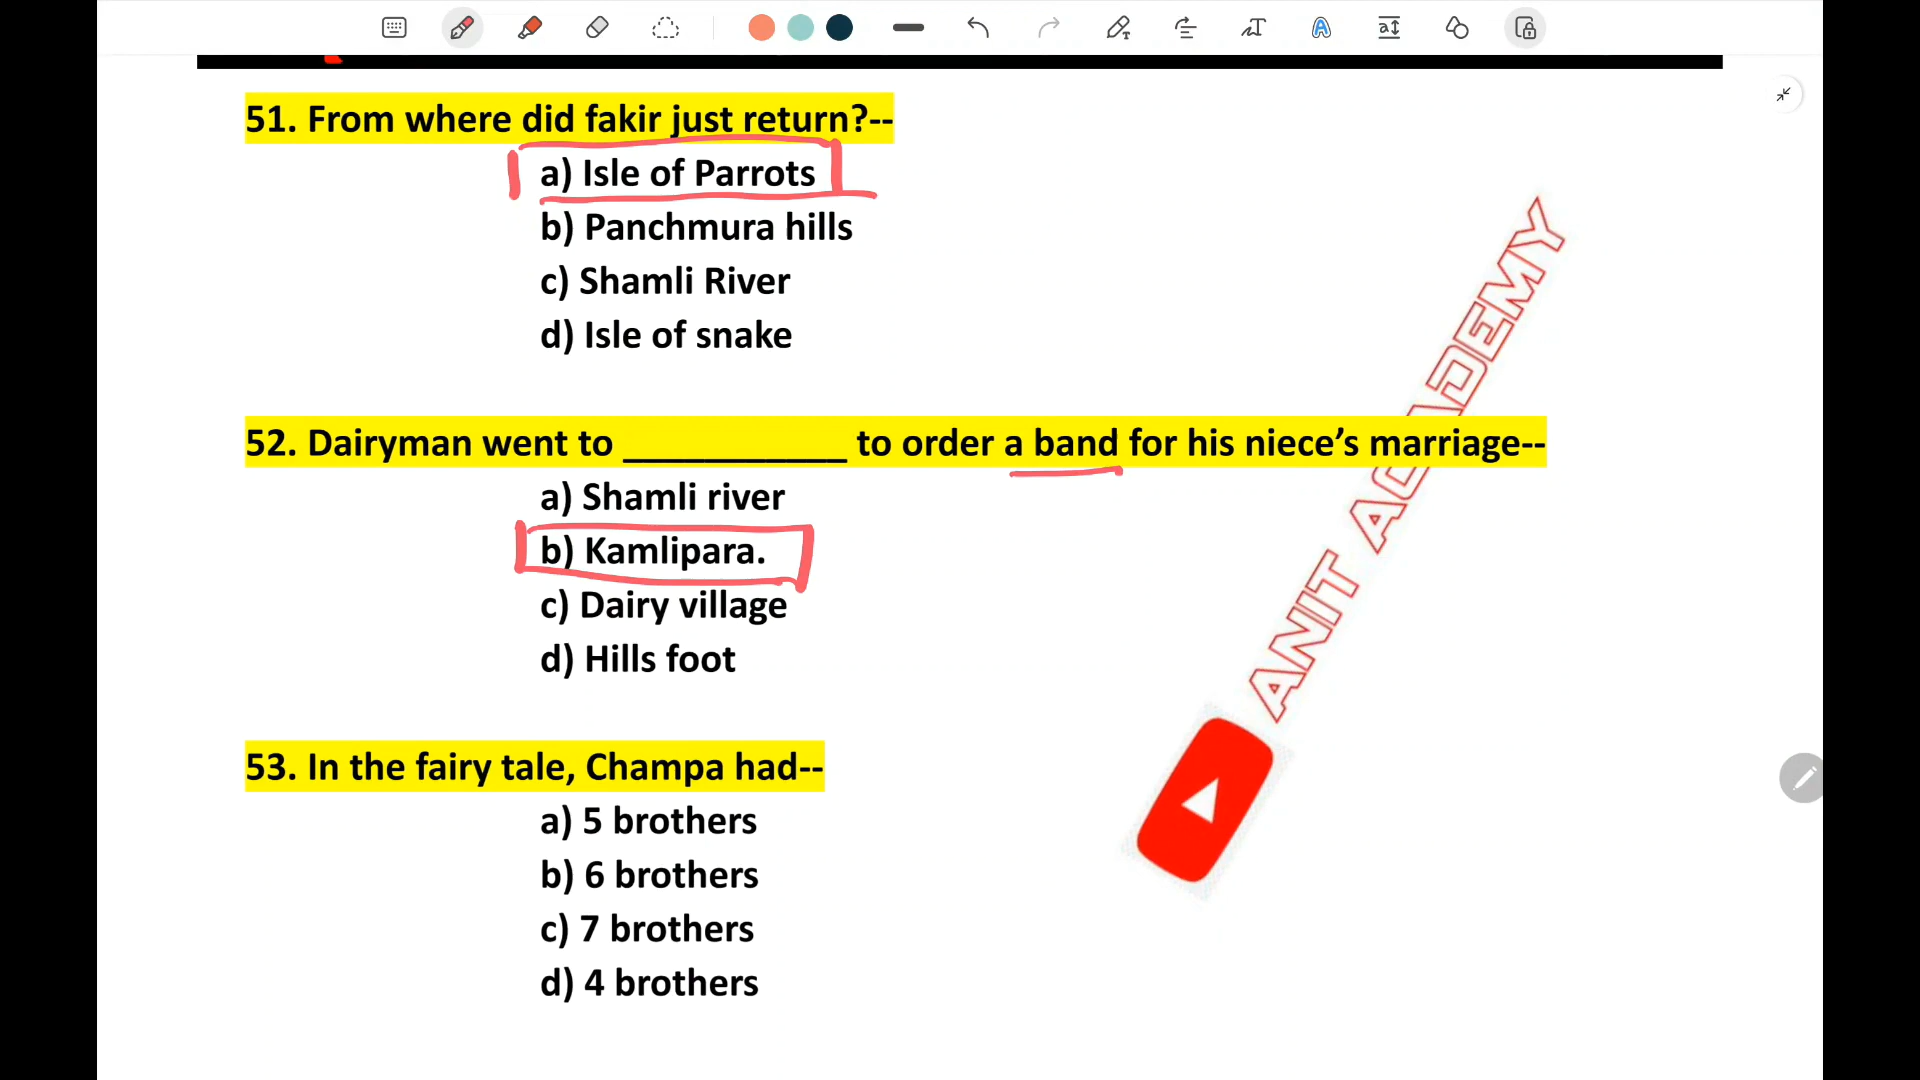 51. From where did fakir just return?--
a) Isle of Parrots
b) Panchmura hills
c) Shamli River
d) Isle of snake
52. Dairyman went to ___________ to order a band for his niece’s marriage--
a) Shamli river
b) Kamlipara.
c) Dairy village
d) Hills foot
53. In the fairy tale, Champa had--
a) 5 brothers
b) 6 brothers
c) 7 brothers
d) 4 brothers
ANIT ACADEMY